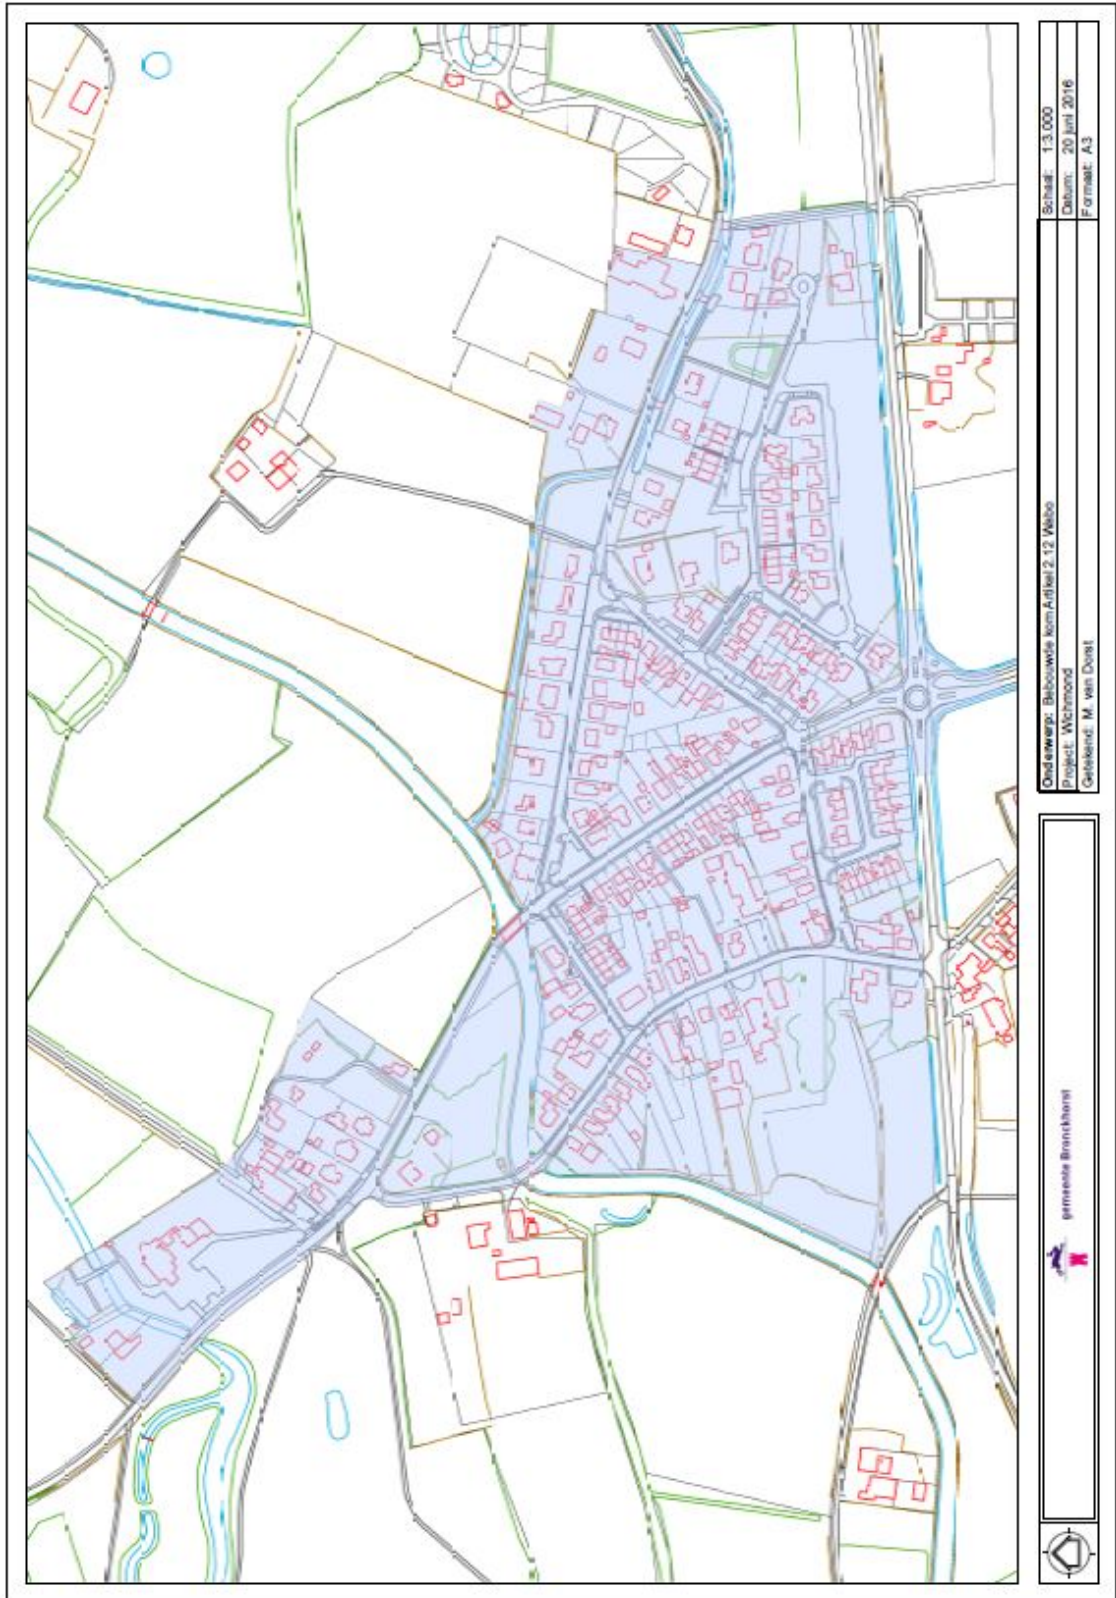 Onderwerp: Bebouwde kom Artikel 2.12 Wabo
Project: Wichmond
Getekend: M. van Dorst
Schaal: 1:3.000
Datum: 20 juni 2016
Formaat: A3
gemeente Bronckhorst